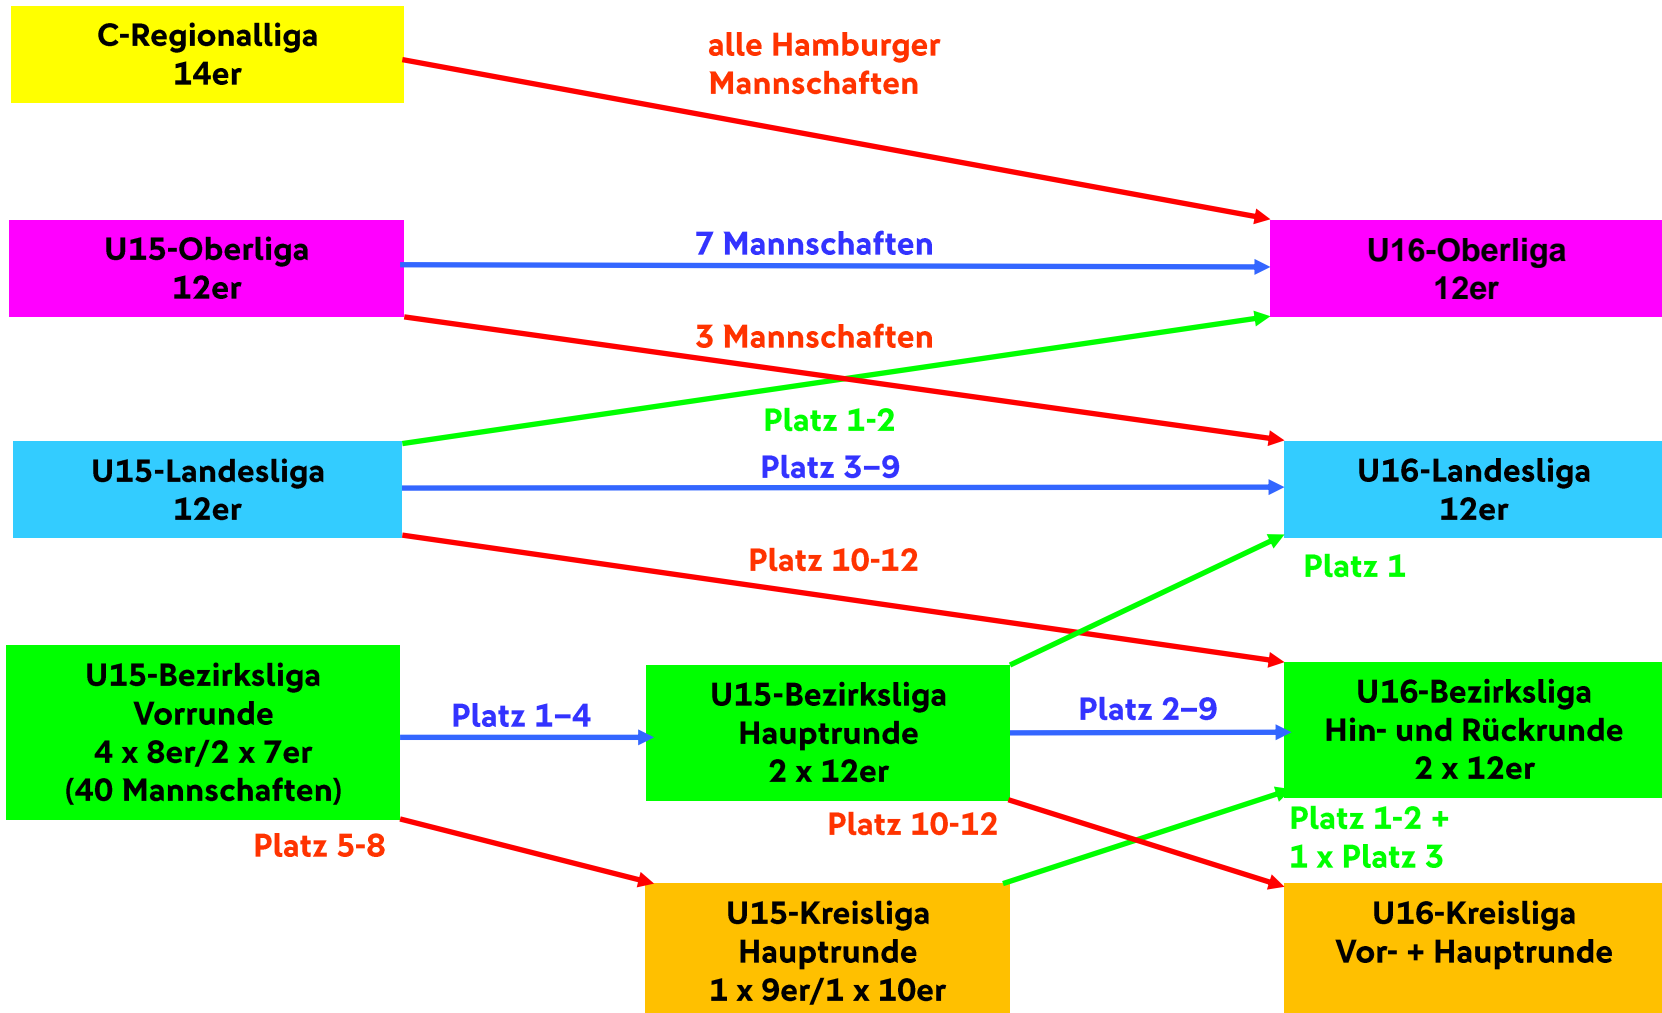 C-Regionalliga
14er
alle Hamburger
Mannschaften
U15-Oberliga
12er
7 Mannschaften
U16-Oberliga
12er
3 Mannschaften
Platz 1-2
U15-Landesliga
12er
Platz 3–9
U16-Landesliga
12er
Platz 10-12
Platz 1
U15-Bezirksliga
Vorrunde
4 x 8er/2 x 7er
(40 Mannschaften)
Platz 1–4
U15-Bezirksliga
Hauptrunde
2 x 12er
Platz 2–9
U16-Bezirksliga
Hin- und Rückrunde
2 x 12er
Platz 5-8
Platz 10-12
Platz 1-2 +
1 x Platz 3
U15-Kreisliga
Hauptrunde
1 x 9er/1 x 10er
U16-Kreisliga
Vor- + Hauptrunde